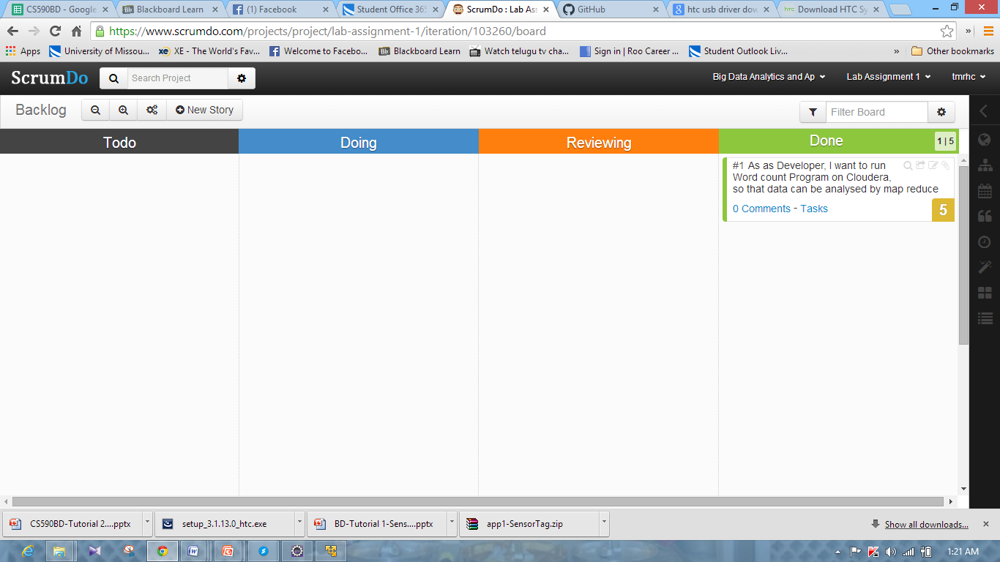 CS590BD - Google
Blackboard Learn
(1) Facebook
Student Office 365
ScrumDo : Lab Ass
GitHub
htc usb driver dow
Download HTC Sy
https://www.scrumdo.com/projects/project/lab-assignment-1/iteration/103260/board
Apps
University of Missou...
XE - The World's Fav...
Welcome to Facebo...
Blackboard Learn
Watch telugu tv cha...
Sign in | Roo Career ...
Student Outlook Liv...
Other bookmarks
ScrumDo
Search Project
Big Data Analytics and Ap
Lab Assignment 1
tmrhc
Backlog
New Story
Filter Board
Todo
Doing
Reviewing
Done
1 | 5
#1 As as Developer, I want to run
Word count Program on Cloudera,
so that data can be analysed by map reduce
0 Comments - Tasks
5
CS590BD-Tutorial 2....pptx
setup_3.1.13.0_htc.exe
BD-Tutorial 1-Sens....pptx
app1-SensorTag.zip
Show all downloads...
1:21 AM